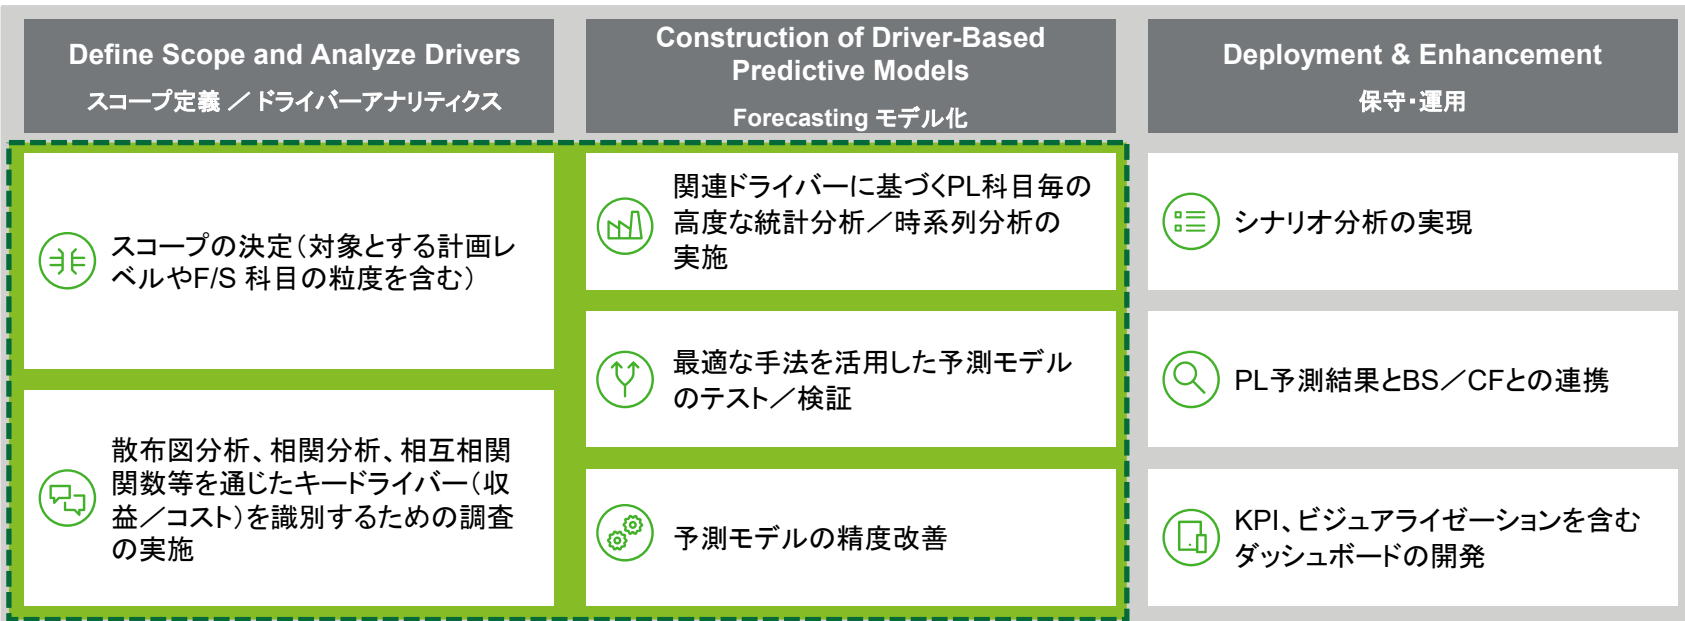 Define Scope and Analyze Drivers
スコープ定義 ／ドライバーアナリティクス
スコープの決定（対象とする計画レ
ベルやF/S 科目の粒度を含む）
散布図分析、相関分析、相互相関
関数等を通じたキードライバー（収
益／コスト）を識別するための調査
の実施
Construction of Driver-Based
Predictive Models
Forecasting モデル化
関連ドライバーに基づくPL科目毎の
高度な統計分析／時系列分析の
実施
最適な手法を活用した予測モデル
のテスト／検証
予測モデルの精度改善
Deployment & Enhancement
保守・運用
シナリオ分析の実現
PL予測結果とBS／CFとの連携
KPI、ビジュアライゼーションを含む
ダッシュボードの開発